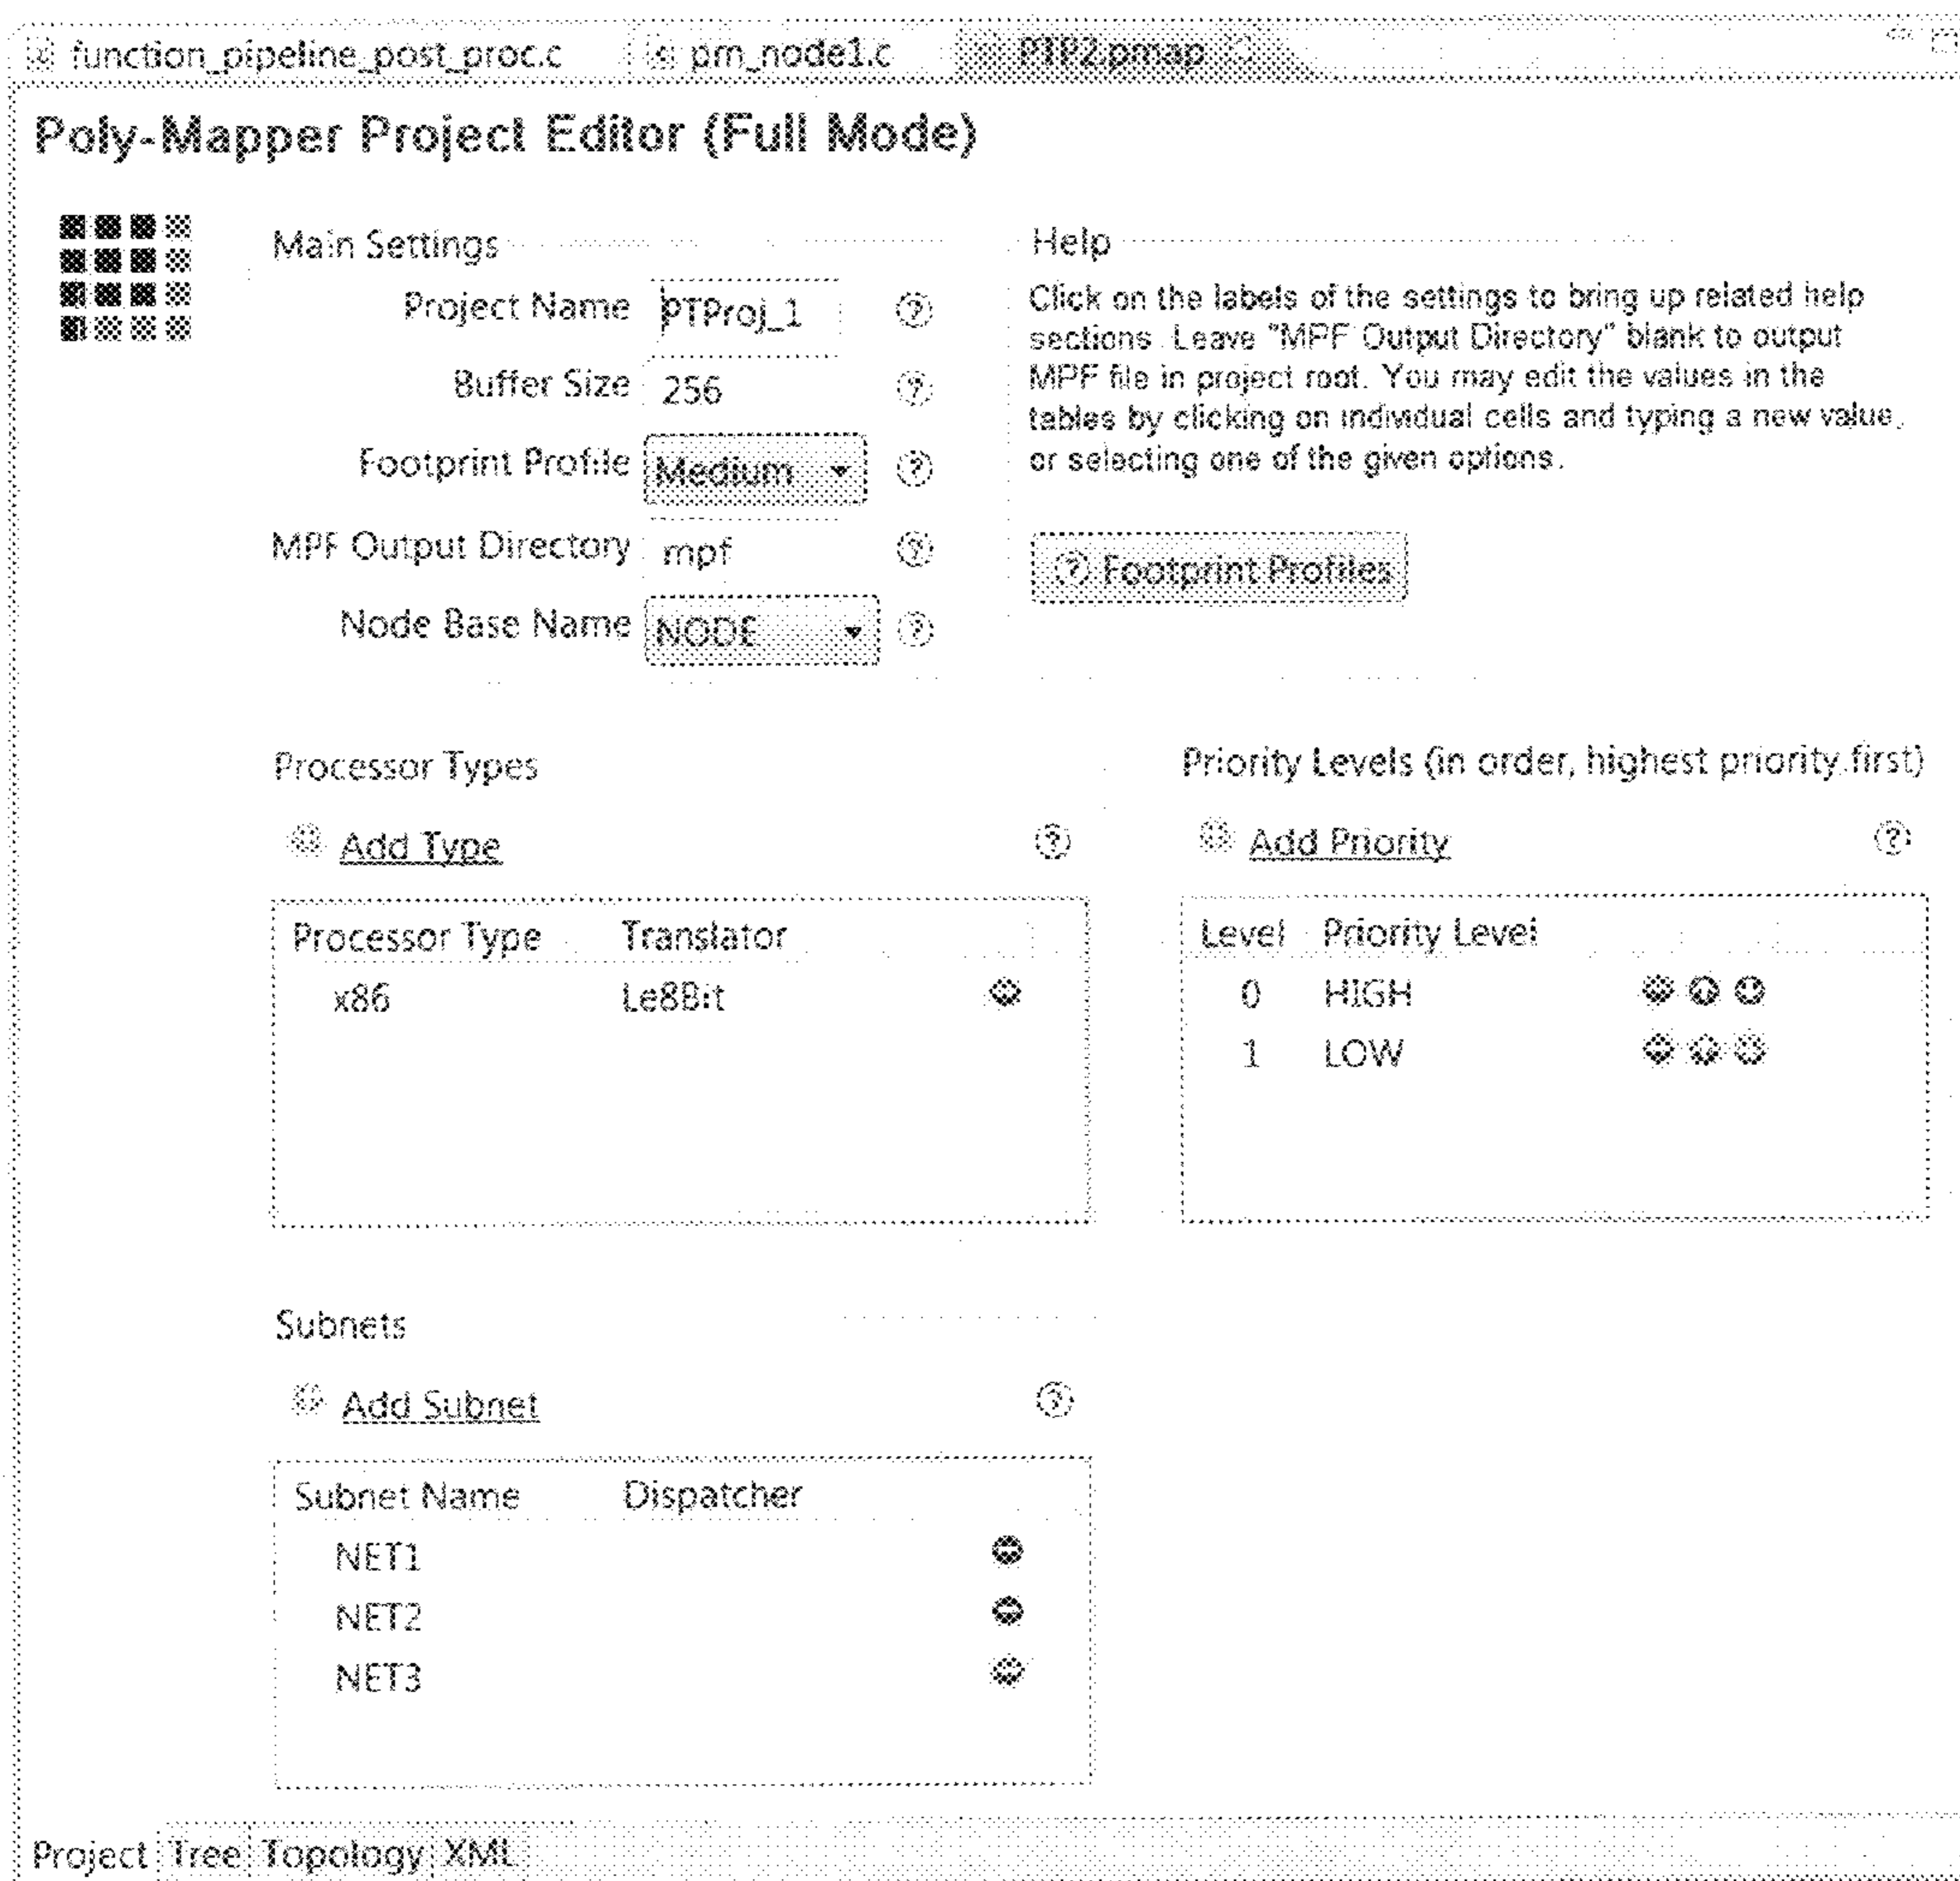 function_pipeline_post_proc.c pm_node1.c PTP2.pmap
Poly-Mapper Project Editor (Full Mode)
Main Settings
Project Name PTProj_1
Buffer Size 256
Footprint Profile Medium
MPF Output Directory mpf
Node Base Name NODE
Help
Click on the labels of the settings to bring up related help
sections. Leave "MPF Output Directory" blank to output
MPF file in project root. You may edit the values in the
tables by clicking on individual cells and typing a new value,
or selecting one of the given options.
Footprint Profiles
Processor Types
Add Type
Processor Type Translator
x86 Le8Bit
Priority Levels (in order, highest priority first)
Add Priority
Level Priority Level
0 HIGH
1 LOW
Subnets
Add Subnet
Subnet Name Dispatcher
NET1
NET2
NET3
Project Tree Topology XML